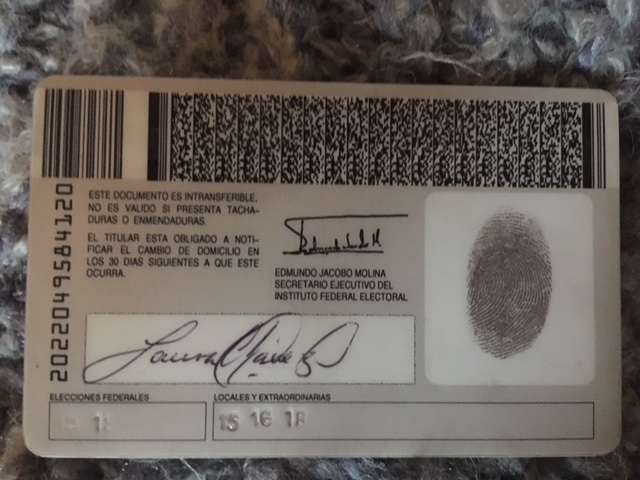 2022049584120
ESTE DOCUMENTO ES INTRANSFERIBLE,
NO ES VALIDO SI PRESENTA TACHA-
DURAS O ENMENDADURAS.
EL TITULAR ESTA OBLIGADO A NOTI-
FICAR EL CAMBIO DE DOMICILIO EN
LOS 30 DIAS SIGUIENTES A QUE ESTE
OCURRA.
EDMUNDO JACOBO MOLINA
SECRETARIO EJECUTIVO DEL
INSTITUTO FEDERAL ELECTORAL
Laura
ELECCIONES FEDERALES
LOCALES Y EXTRAORDINARIAS
15 16 18